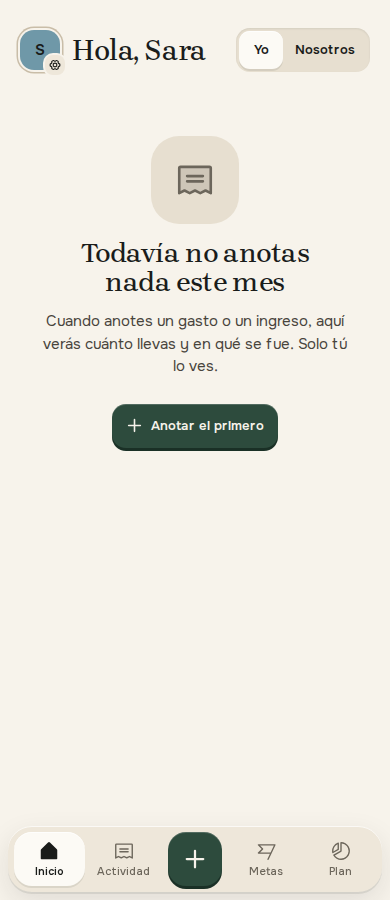 S
Hola, Sara
Yo
Nosotros
Todavía no anotas
nada este mes
Cuando anotes un gasto o un ingreso, aquí
verás cuánto llevas y en qué se fue. Solo tú
lo ves.
Anotar el primero
Inicio
Actividad
Metas
Plan